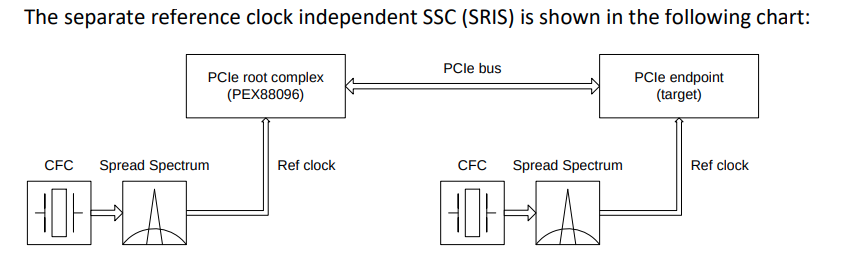 The separate reference clock independent SSC (SRIS) is shown in the following chart:
PCIe root complex
(PEX88096)
PCIe bus
PCIe endpoint
(target)
CFC
Spread Spectrum
Ref clock
CFC
Spread Spectrum
Ref clock